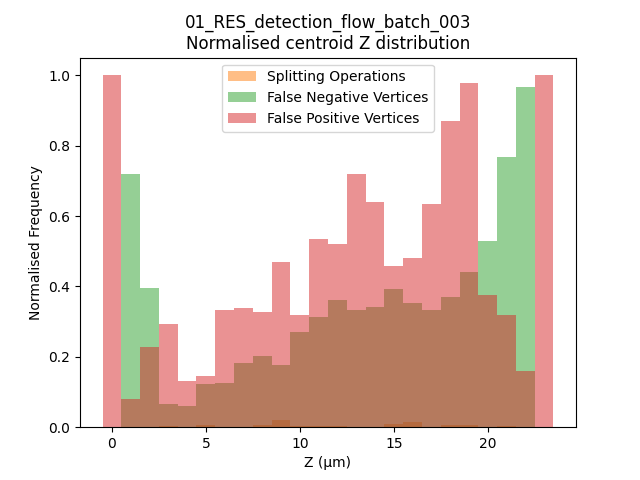 01_RES_detection_flow_batch_003
Normalised centroid Z distribution
Splitting Operations
False Negative Vertices
False Positive Vertices
Normalised Frequency
1.0
0.8
0.6
0.4
0.2
0.0
0 5 10 15 20
Z (µm)